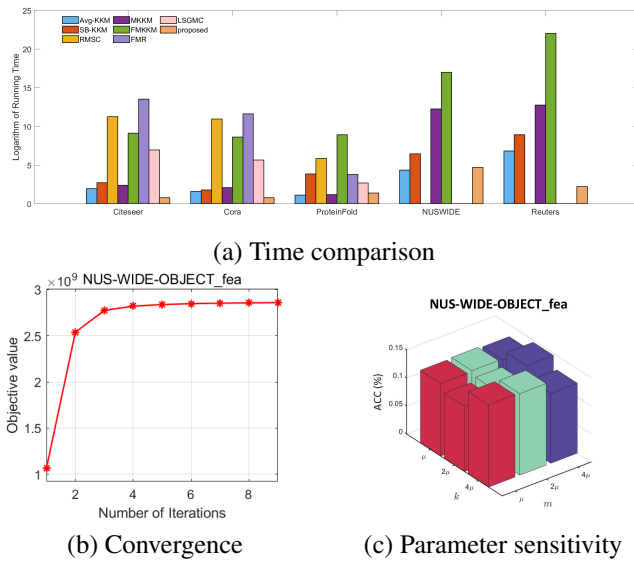 25
20
15
10
5
0
Logarithm of Running Time
Avg-KKM MKKM LSGMC
SB-KKM FMKKM proposed
RMSC FMR
Citeseer Cora ProteinFold NUSWIDE Reuters
(a) Time comparison
×10⁹ NUS-WIDE-OBJECT_fea
3
2.5
2
1.5
1
Objective value
2 4 6 8
Number of Iterations
(b) Convergence
NUS-WIDE-OBJECT_fea
0.15
0.1
0.05
0
ACC (%)
μ 2μ 4μ
k
μ 2μ 4μ
m
(c) Parameter sensitivity